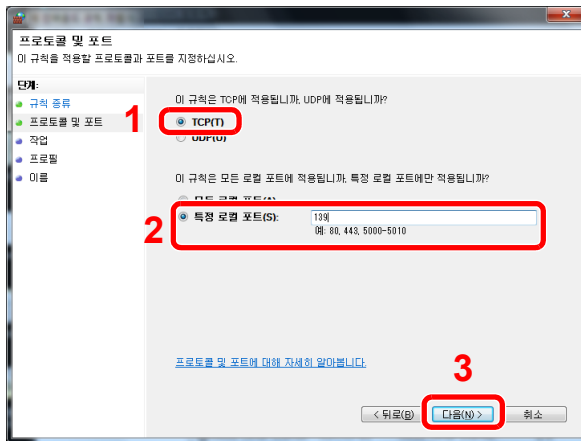 프로토콜 및 포트
이 규칙을 적용할 프로토콜과 포트를 지정하십시오.
단계:
규칙 종류
프로토콜 및 포트
작업
프로필
이름
이 규칙은 TCP에 적용됩니까, UDP에 적용됩니까?
1
TCP(T)
UDP(U)
이 규칙은 모든 로컬 포트에 적용됩니까, 특정 로컬 포트에만 적용됩니까?
모든 로컬 포트(A)
2
특정 로컬 포트(S):
139
예: 80, 443, 5000-5010
프로토콜 및 포트에 대해 자세히 알아봅니다.
3
< 뒤로(B)
다음(N) >
취소